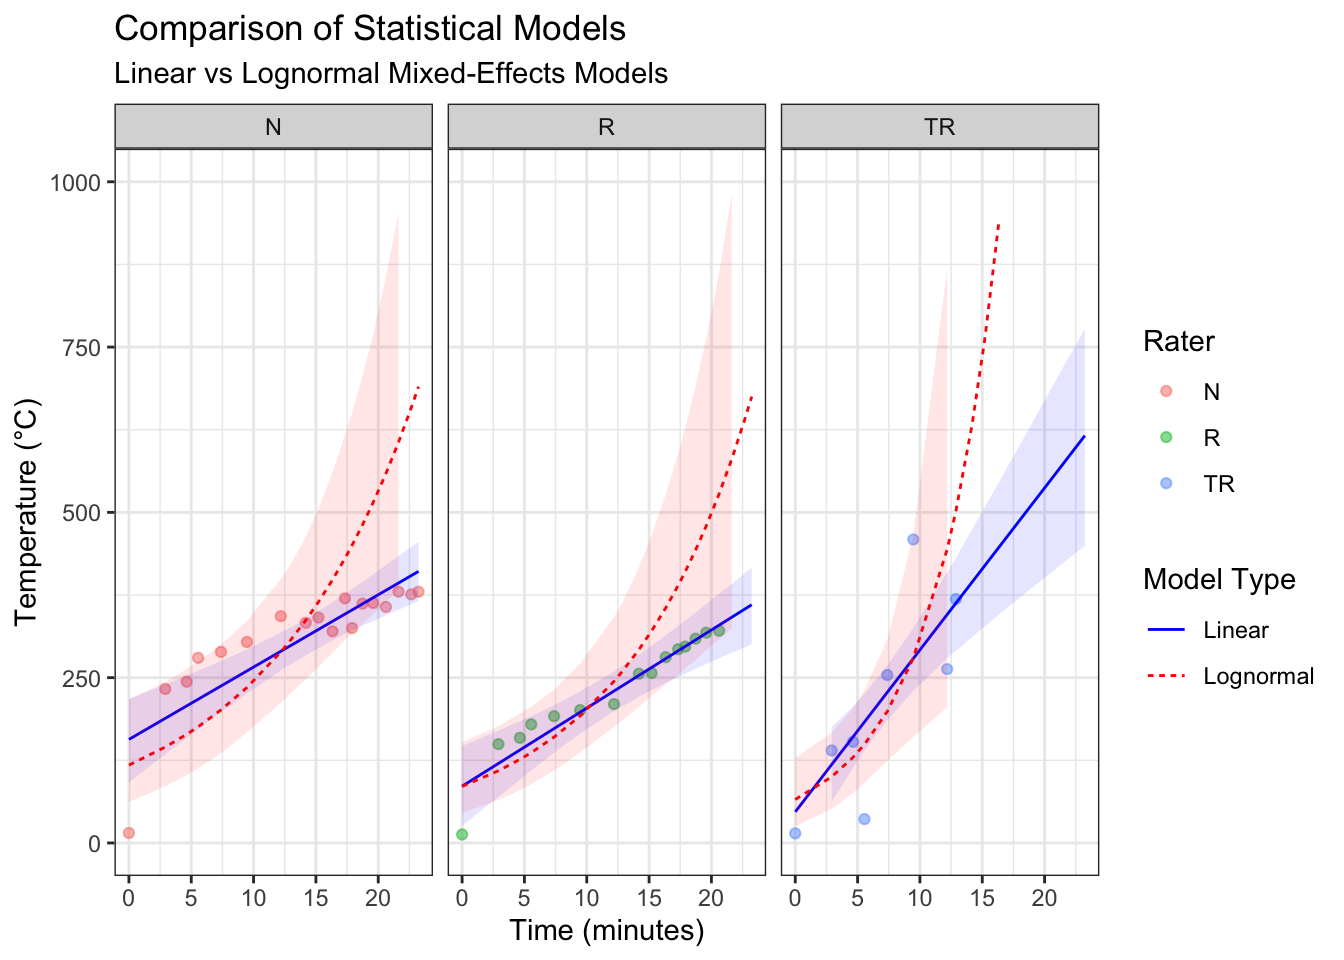 Comparison of Statistical Models
Linear vs Lognormal Mixed-Effects Models
N
R
TR
1000
750
500
250
0
Temperature (°C)
0 5 10 15 20
0 5 10 15 20
0 5 10 15 20
Time (minutes)
Rater
N
R
TR
Model Type
Linear
Lognormal